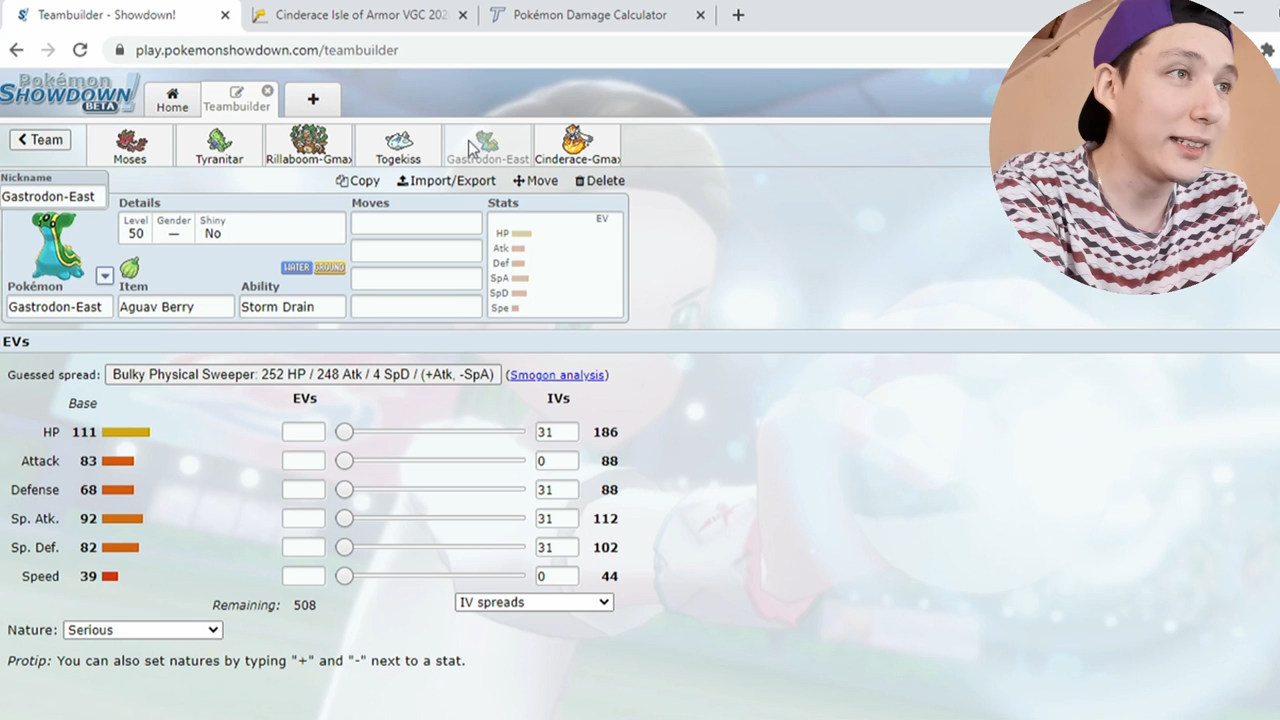 Teambuilder - Showdown!
Cinderace Isle of Armor VGC 202
Pokémon Damage Calculator
play.pokemonshowdown.com/teambuilder
Pokémon
SHOWDOWN!
BETA
Home
Teambuilder
Team
Moses
Tyranitar
Rillaboom-Gmax
Togekiss
Gastrodon-East
Cinderace-Gmax
Nickname
Gastrodon-East
Copy
Import/Export
Move
Delete
Details
Moves
Stats
Level
Gender
Shiny
50
—
No
EV
HP
Atk
Def
SpA
SpD
Spe
WATER
GROUND
Pokémon
Item
Ability
Gastrodon-East
Aguav Berry
Storm Drain
EVs
Guessed spread: Bulky Physical Sweeper: 252 HP / 248 Atk / 4 SpD / (+Atk, -SpA) (Smogon analysis)
Base EVs IVs
HP 111 31 186
Attack 83 0 88
Defense 68 31 88
Sp. Atk. 92 31 112
Sp. Def. 82 31 102
Speed 39 0 44
Remaining: 508 IV spreads
Nature: Serious
Protip: You can also set natures by typing "+" and "-" next to a stat.